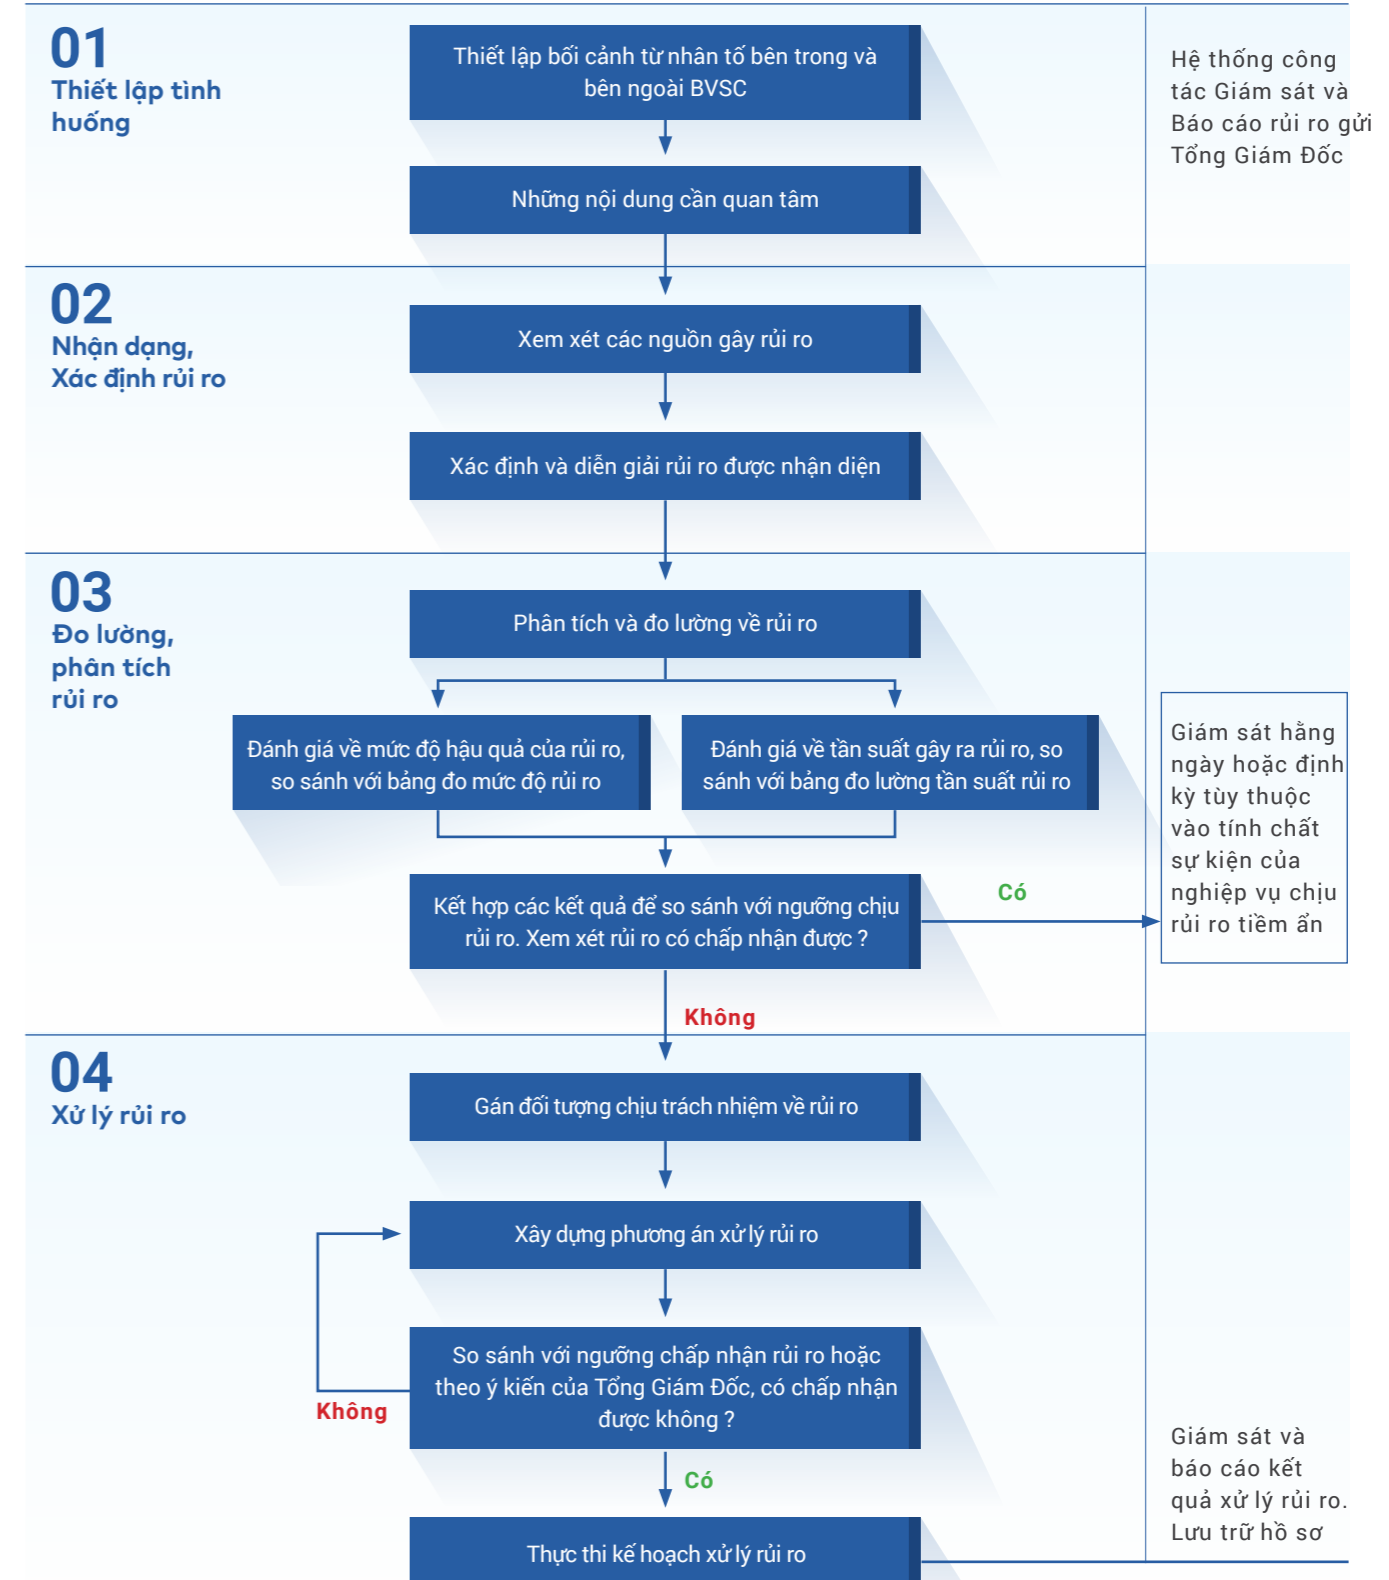 01
Thiết lập tình
huống
Thiết lập bối cảnh từ nhân tố bên trong và
bên ngoài BVSC
Những nội dung cần quan tâm
Hệ thống công
tác Giám sát và
Báo cáo rủi ro gửi
Tổng Giám Đốc
02
Nhận dạng,
Xác định rủi ro
Xem xét các nguồn gây rủi ro
Xác định và diễn giải rủi ro được nhận diện
03
Đo lường,
phân tích
rủi ro
Phân tích và đo lường về rủi ro
Đánh giá về mức độ hậu quả của rủi ro,
so sánh với bảng đo mức độ rủi ro
Đánh giá về tần suất gây ra rủi ro, so
sánh với bảng đo lường tần suất rủi ro
Kết hợp các kết quả để so sánh với ngưỡng chịu
rủi ro. Xem xét rủi ro có chấp nhận được ?
Có
Giám sát hằng
ngày hoặc định
kỳ tùy thuộc
vào tính chất
sự kiện của
nghiệp vụ chịu
rủi ro tiềm ẩn
Không
04
Xử lý rủi ro
Gán đối tượng chịu trách nhiệm về rủi ro
Xây dựng phương án xử lý rủi ro
So sánh với ngưỡng chấp nhận rủi ro hoặc
theo ý kiến của Tổng Giám Đốc, có chấp nhận
được không ?
Không
Có
Thực thi kế hoạch xử lý rủi ro
Giám sát và
báo cáo kết
quả xử lý rủi ro.
Lưu trữ hồ sơ